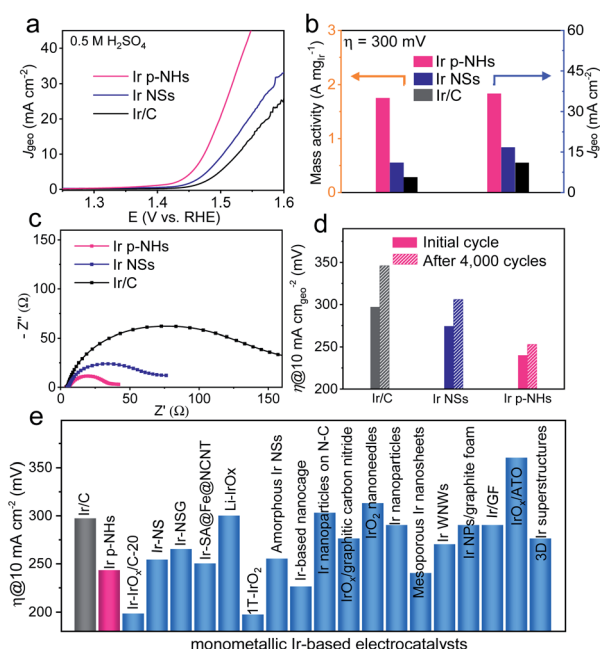 a
0.5 M H2SO4
Ir p-NHs
Ir NSs
Ir/C
Jgeo (mA cm-2)
40
30
20
10
0
1.3
1.4
1.5
1.6
E (V vs. RHE)
b
η = 300 mV
Ir p-NHs
Ir NSs
Ir/C
Mass activity (A mgIr-1)
3
2
1
0
60
45
30
15
0
Jgeo (mA cm-2)
c
Ir p-NHs
Ir NSs
Ir/C
- Z'' (Ω)
-150
-100
-50
0
0
50
100
150
Z' (Ω)
d
Initial cycle
After 4,000 cycles
η@10 mA cmgeo-2 (mV)
350
300
250
200
Ir/C
Ir NSs
Ir p-NHs
e
η@10 mA cm-2 (mV)
350
300
250
200
Ir/C
Ir p-NHs
Ir-IrOx/C-20
Ir-NS
Ir-NSG
Ir-SA@Fe@NCNT
Li-IrOx
1T-IrO2
Amorphous Ir NSs
Ir-based nanocage
Ir nanoparticles on N-C
IrOx/graphitic carbon nitride
IrO2 nanoneedles
Ir nanoparticles
Mesoporous Ir nanosheets
Ir WNWs
Ir NPs/graphite foam
Ir/GF
IrOx/ATO
3D Ir superstructures
monometallic Ir-based electrocatalysts